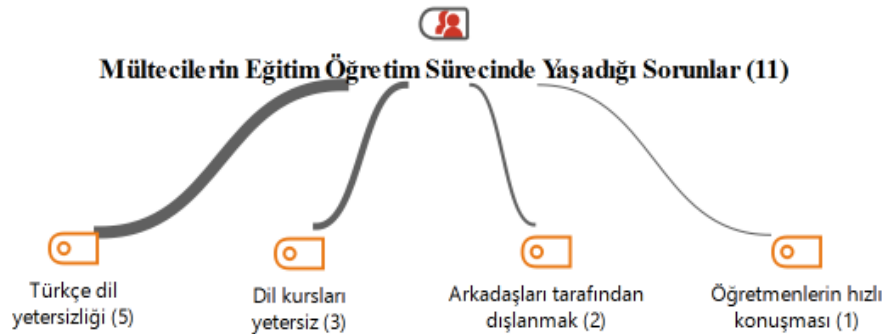 Mültecilerin Eğitim Öğretim Sürecinde Yaşadığı Sorunlar (11)
Türkçe dil
yetersizliği (5)
Dil kursları
yetersiz (3)
Arkadaşları tarafından
dışlanmak (2)
Öğretmenlerin hızlı
konuşması (1)